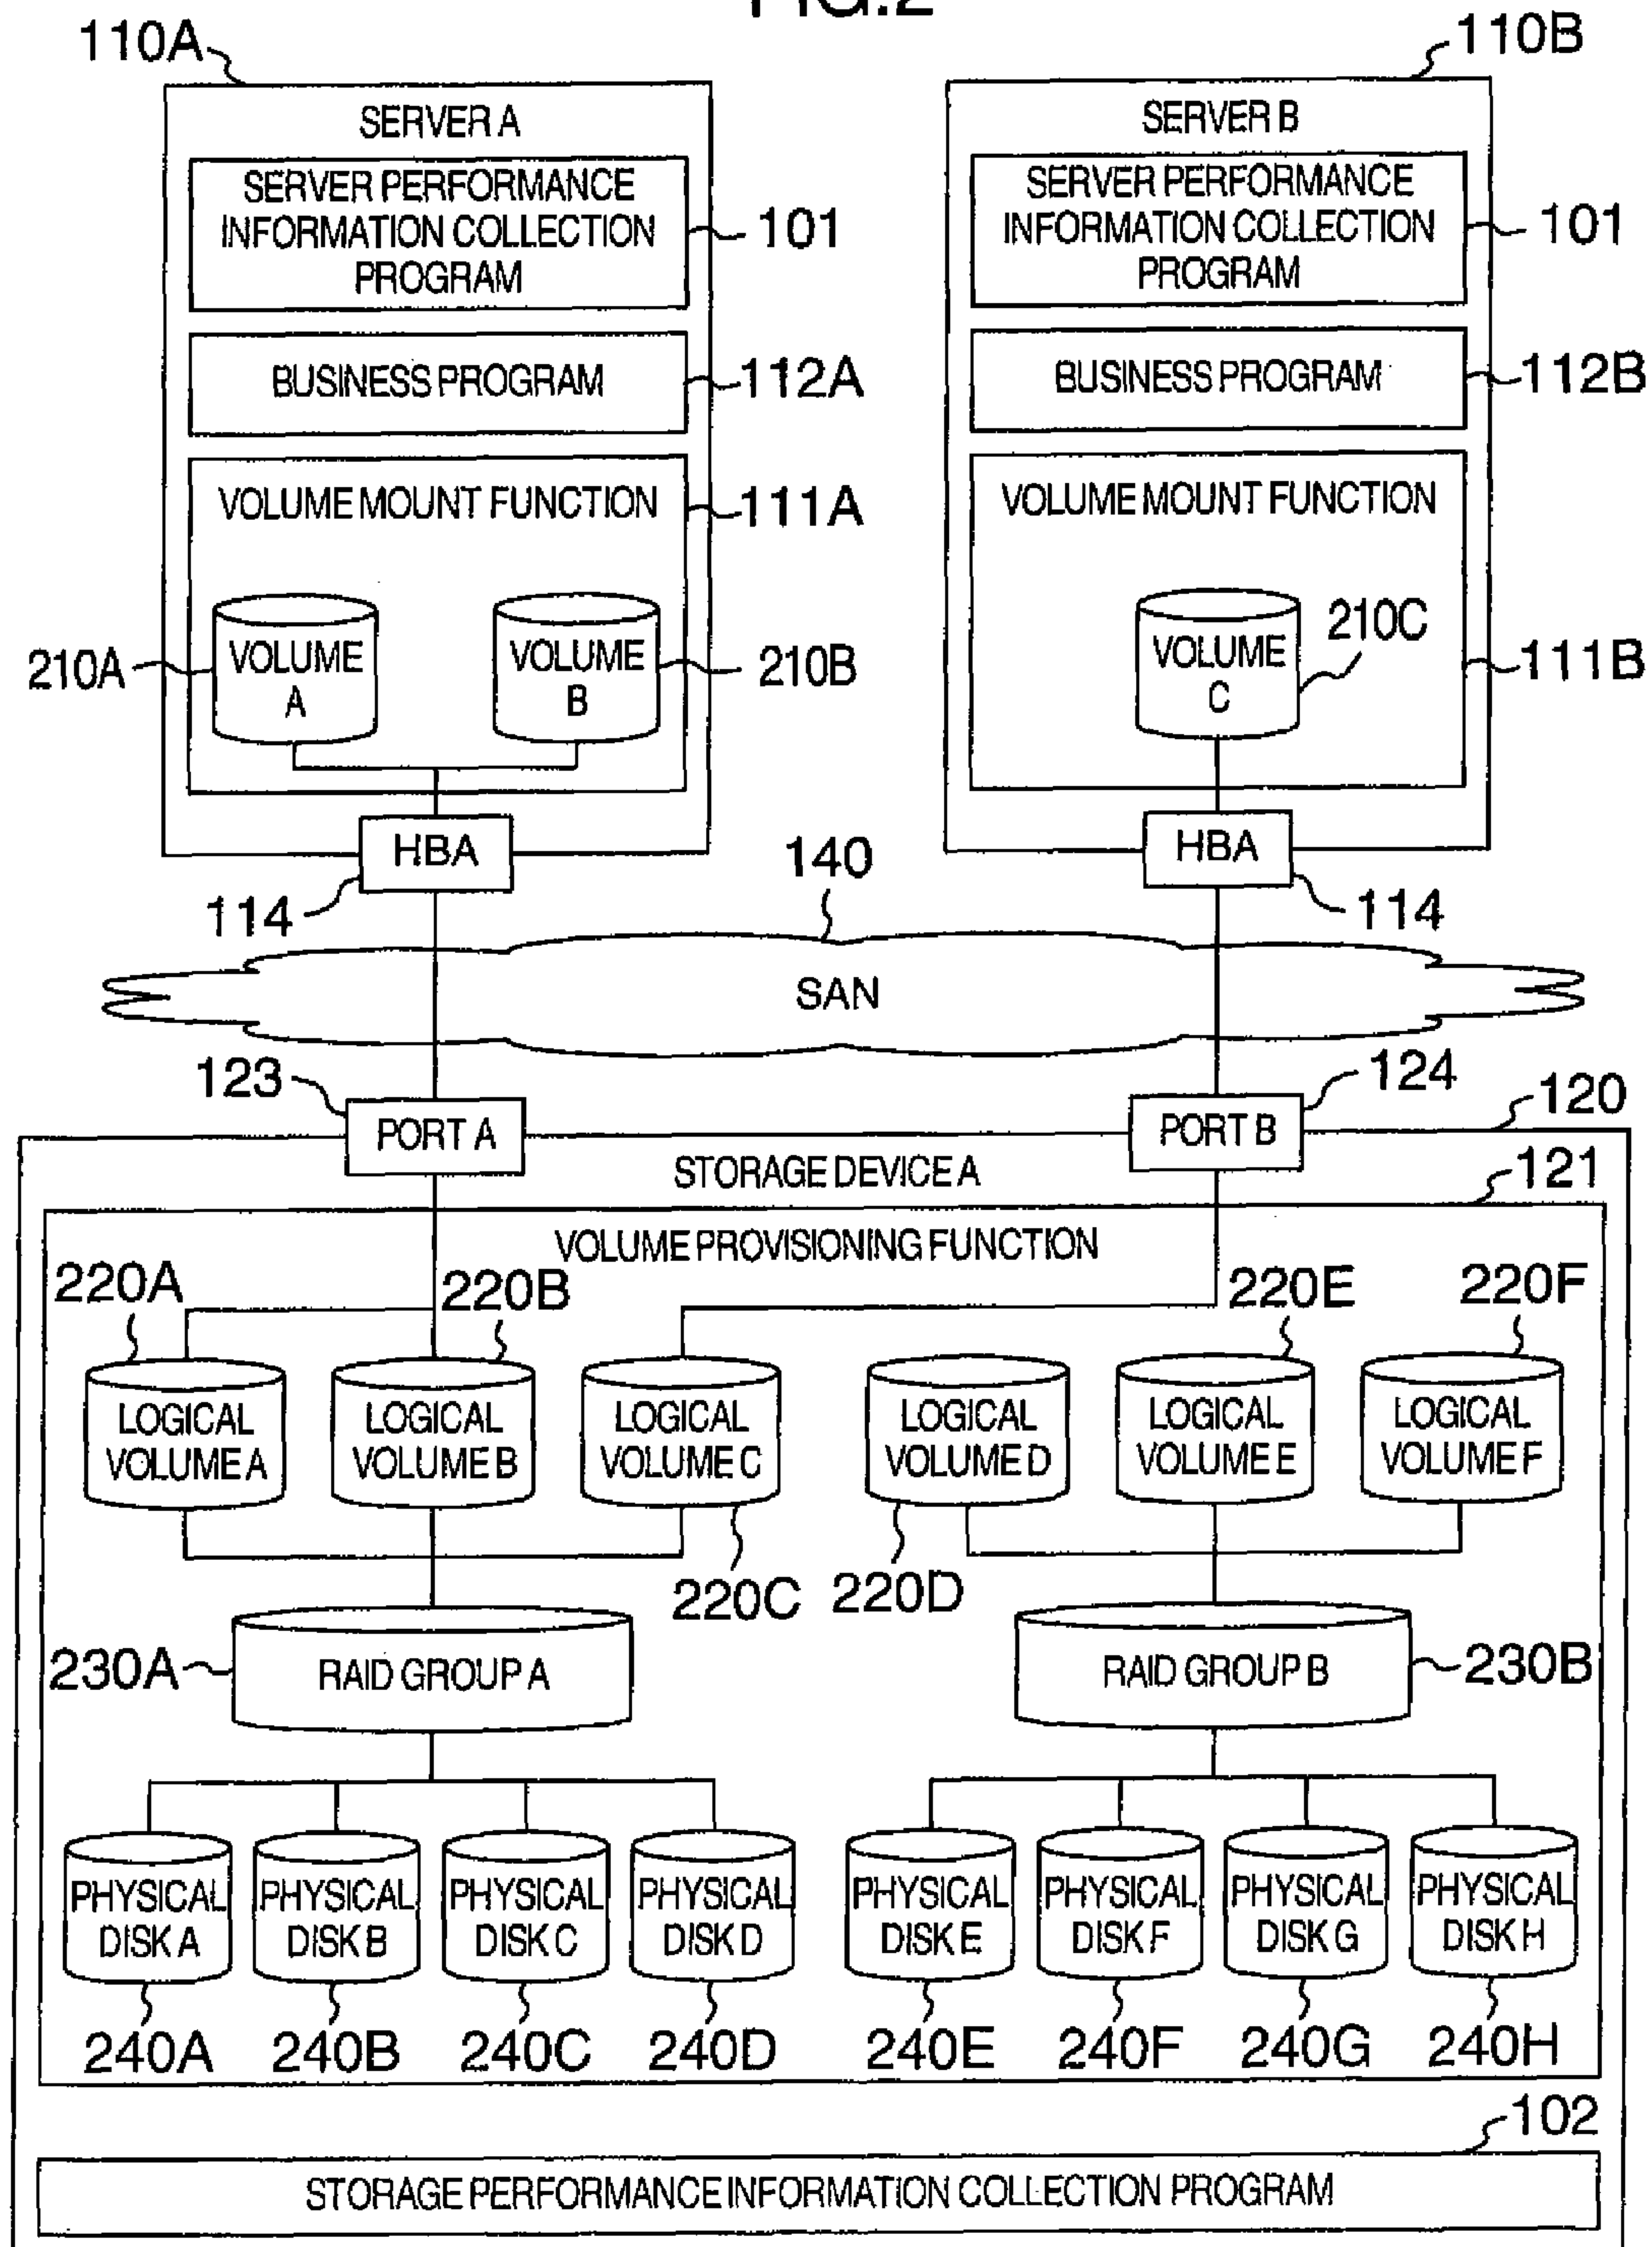 FIG.2
110A
110B
SERVER A
SERVER B
SERVER PERFORMANCE
INFORMATION COLLECTION
PROGRAM
101
SERVER PERFORMANCE
INFORMATION COLLECTION
PROGRAM
101
BUSINESS PROGRAM
112A
BUSINESS PROGRAM
112B
VOLUME MOUNT FUNCTION
111A
VOLUME MOUNT FUNCTION
210A
VOLUME
A
VOLUME
B
210B
VOLUME
C
210C
111B
HBA
114
140
HBA
114
SAN
123
PORT A
124
PORT B
120
STORAGE DEVICE A
121
VOLUME PROVISIONING FUNCTION
220A
220B
220E
220F
LOGICAL
VOLUME A
LOGICAL
VOLUME B
LOGICAL
VOLUME C
LOGICAL
VOLUME D
LOGICAL
VOLUME E
LOGICAL
VOLUME F
220C
220D
230A
RAID GROUP A
RAID GROUP B
230B
PHYSICAL
DISK A
PHYSICAL
DISK B
PHYSICAL
DISK C
PHYSICAL
DISK D
PHYSICAL
DISK E
PHYSICAL
DISK F
PHYSICAL
DISK G
PHYSICAL
DISK H
240A
240B
240C
240D
240E
240F
240G
240H
102
STORAGE PERFORMANCE INFORMATION COLLECTION PROGRAM